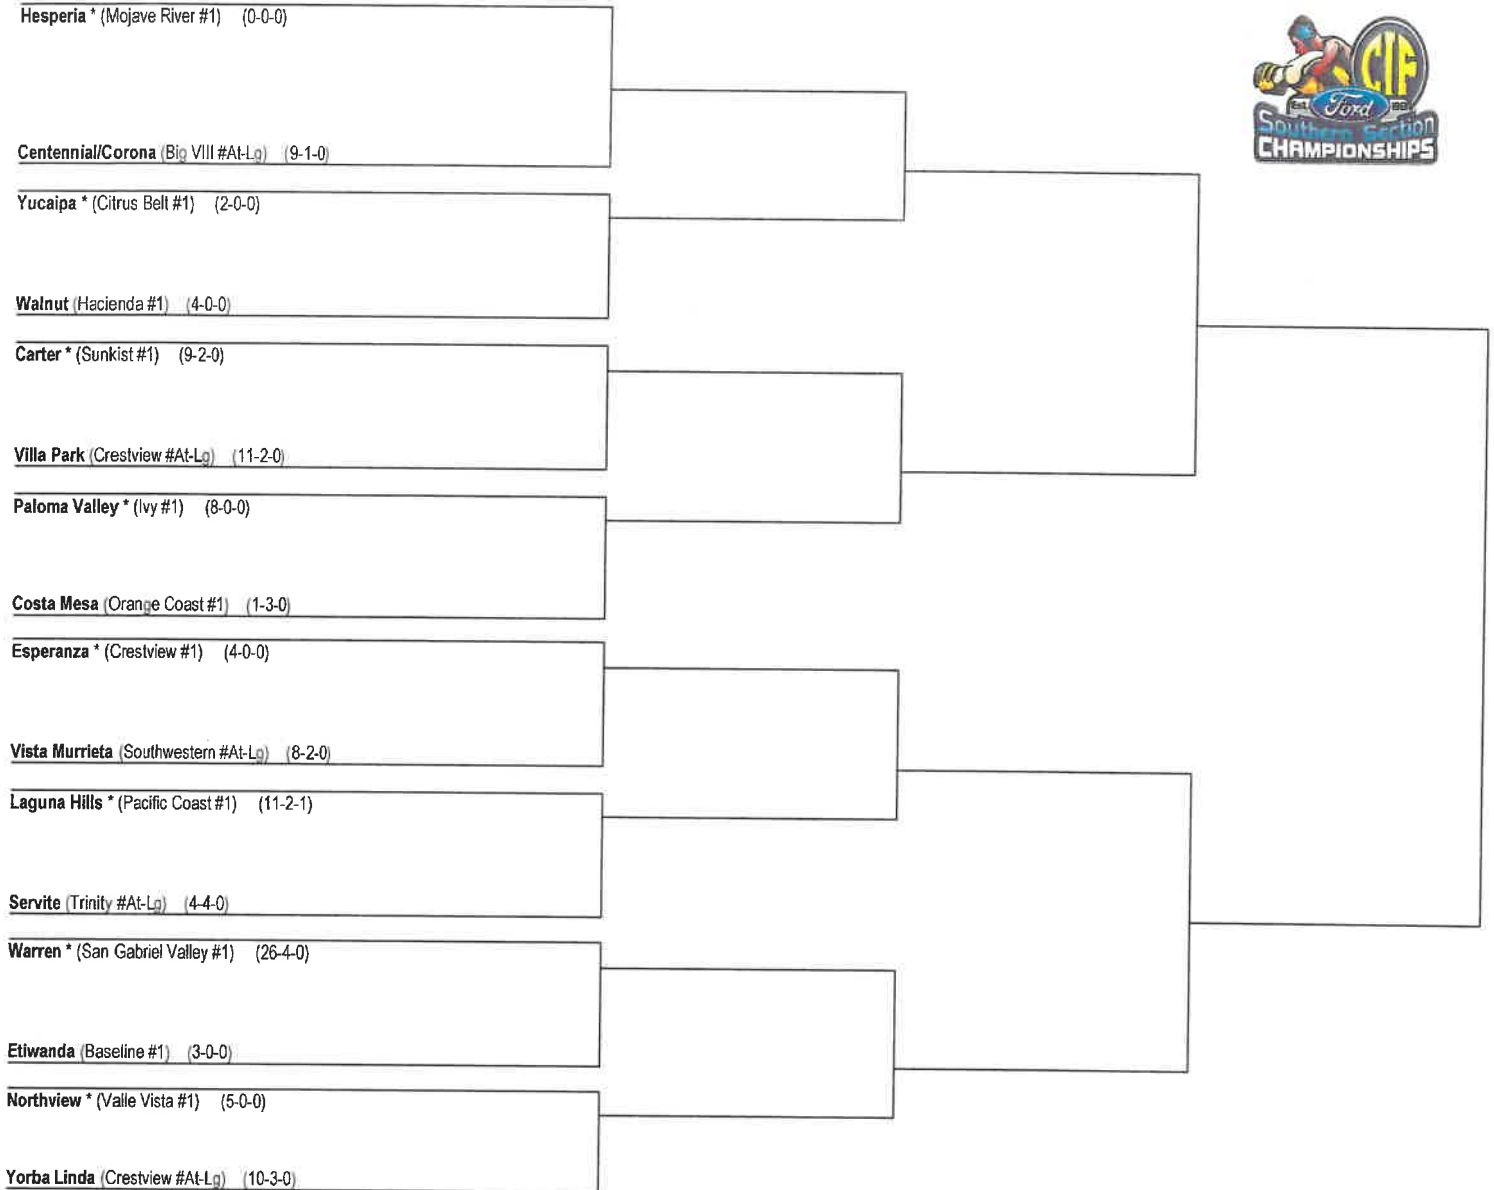 Hesperia * (Mojave River #1) (0-0-0)
CIF
Est. Ford
Southern Section
CHAMPIONSHIPS
Centennial/Corona (Big VIII #At-Lg) (9-1-0)
Yucaipa * (Citrus Belt #1) (2-0-0)
Walnut (Hacienda #1) (4-0-0)
Carter * (Sunkist #1) (9-2-0)
Villa Park (Crestview #At-Lg) (11-2-0)
Paloma Valley * (Ivy #1) (8-0-0)
Costa Mesa (Orange Coast #1) (1-3-0)
Esperanza * (Crestview #1) (4-0-0)
Vista Murrieta (Southwestern #At-Lg) (8-2-0)
Laguna Hills * (Pacific Coast #1) (11-2-1)
Servite (Trinity #At-Lg) (4-4-0)
Warren * (San Gabriel Valley #1) (26-4-0)
Etiwanda (Baseline #1) (3-0-0)
Northview * (Valle Vista #1) (5-0-0)
Yorba Linda (Crestview #At-Lg) (10-3-0)